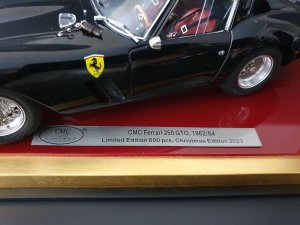 CMC
CMC Ferrari 250 GTO, 1962/64
Limited Edition 600 pcs. Christmas Edition 2023